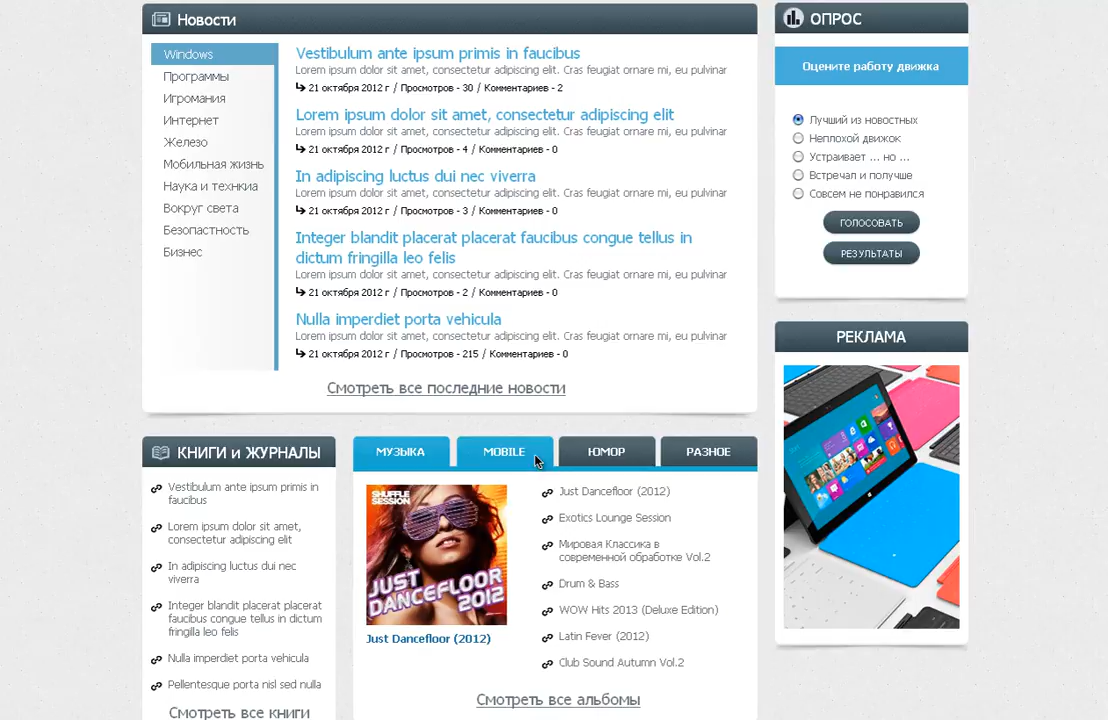 Новости
Windows
Программы
Игромания
Интернет
Железо
Мобильная жизнь
Наука и технкиа
Вокруг света
Безопастность
Бизнес
Vestibulum ante ipsum primis in faucibus
Lorem ipsum dolor sit amet, consectetur adipiscing elit. Cras feugiat ornare mi, eu pulvinar
21 октября 2012 г / Просмотров - 30 / Комментариев - 2
Lorem ipsum dolor sit amet, consectetur adipiscing elit
Lorem ipsum dolor sit amet, consectetur adipiscing elit. Cras feugiat ornare mi, eu pulvinar
21 октября 2012 г / Просмотров - 4 / Комментариев - 0
In adipiscing luctus dui nec viverra
Lorem ipsum dolor sit amet, consectetur adipiscing elit. Cras feugiat ornare mi, eu pulvinar
21 октября 2012 г / Просмотров - 3 / Комментариев - 0
Integer blandit placerat placerat faucibus congue tellus in
dictum fringilla leo felis
Lorem ipsum dolor sit amet, consectetur adipiscing elit. Cras feugiat ornare mi, eu pulvinar
21 октября 2012 г / Просмотров - 2 / Комментариев - 0
Nulla imperdiet porta vehicula
Lorem ipsum dolor sit amet, consectetur adipiscing elit. Cras feugiat ornare mi, eu pulvinar
21 октября 2012 г / Просмотров - 215 / Комментариев - 0
Смотреть все последние новости
ОПРОС
Оцените работу движка
Лучший из новостных
Неплохой движок
Устраивает ... но ...
Встречал и получше
Совсем не понравился
ГОЛОСОВАТЬ
РЕЗУЛЬТАТЫ
РЕКЛАМА
КНИГИ и ЖУРНАЛЫ
Vestibulum ante ipsum primis in
faucibus
Lorem ipsum dolor sit amet,
consectetur adipiscing elit
In adipiscing luctus dui nec
viverra
Integer blandit placerat placerat
faucibus congue tellus in dictum
fringilla leo felis
Nulla imperdiet porta vehicula
Pellentesque porta nisl sed nulla
Смотреть все книги
МУЗЫКА
MOBILE
ЮМОР
РАЗНОЕ
SHUFFLE
SESSION
JUST
DANCEFLOOR
2012
Just Dancefloor (2012)
Just Dancefloor (2012)
Exotics Lounge Session
Мировая Классика в
современной обработке Vol.2
Drum & Bass
WOW Hits 2013 (Deluxe Edition)
Latin Fever (2012)
Club Sound Autumn Vol.2
Смотреть все альбомы